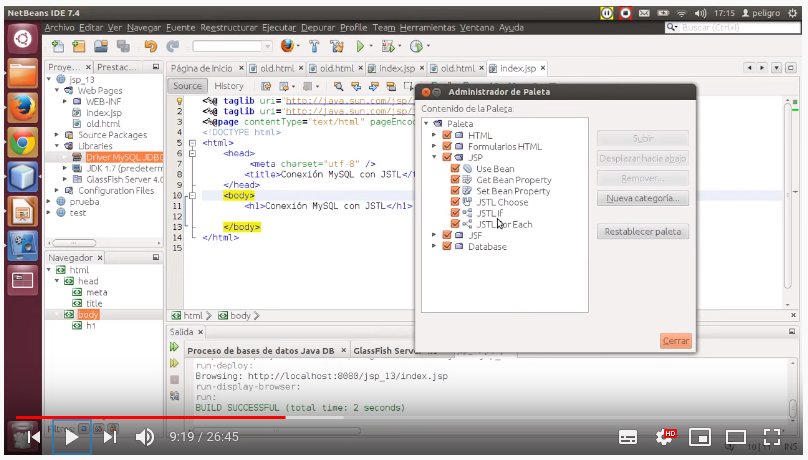 NetBeans IDE 7.4
17:15
peligro
Archivo Editar Ver Navegar Fuente Reestructurar Ejecutar Depurar Profile Team Herramientas Ventana Ayuda
Buscar (Ctrl+I)
Proye...
Prestac...
Página de Inicio
old.html
old.html
index.jsp
old.html
index.jsp
jsp_13
Web Pages
WEB-INF
index.jsp
old.html
Source Packages
Libraries
Driver MySQL JDBC
JDK 1.7 (predeterm
GlassFish Server 4.0
Configuration Files
prueba
test
Source
History
<%@ taglib uri="http://java.sun.com/jsp/
2 <%@ taglib uri="http://java.sun.com/jsp/
3 <%@page contentType="text/html" pageEnco
4 <!DOCTYPE html>
5 <html>
6 <head>
7 <meta charset="utf-8" />
8 <title>Conexión MySQL con JSTL</t
9 </head>
10 <body>
11 <h1>Conexión MySQL con JSTL</h1>
12
13 </body>
14 </html>
15
html
body
Navegador
html
head
meta
title
body
h1
Administrador de Paleta
Contenido de la Paleta:
Paleta
HTML
Formularios HTML
JSP
Use Bean
Get Bean Property
Set Bean Property
JSTL Choose
JSTL If
JSTL For Each
JSF
Database
Subir
Desplazar hacie abajo
Remover...
Nueva categoría...
Restablecer paleta
Cerrar
Salida
Proceso de bases de datos Java DB
GlassFish Serv
run-deploy:
Browsing: http://localhost:8080/jsp_13/index.jsp
run-display-browser:
run:
BUILD SUCCESSFUL (total time: 2 seconds)
9:19 / 26:45
HD
INS